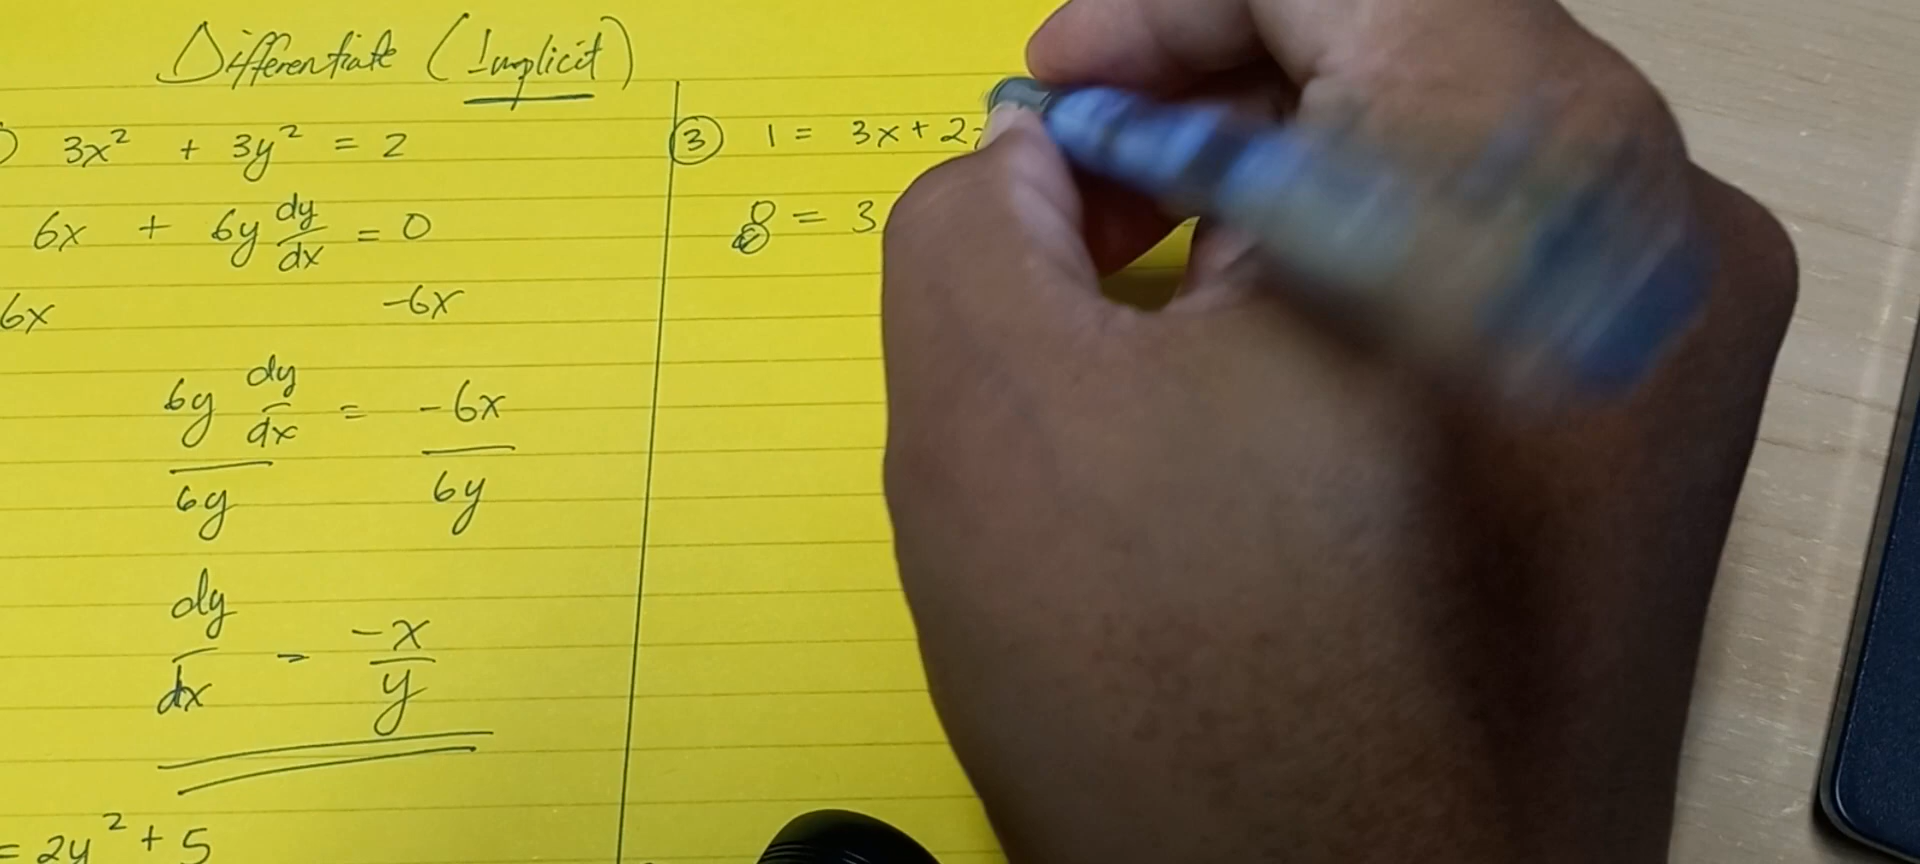 Differentiate (Implicit)
3x² + 3y² = 2
6x + 6y dy/dx = 0
6x -6x
6y dy/dx / 6y = -6x / 6y
dy/dx = -x/y
= 2y² + 5
③ 1 = 3x + 2
= 3